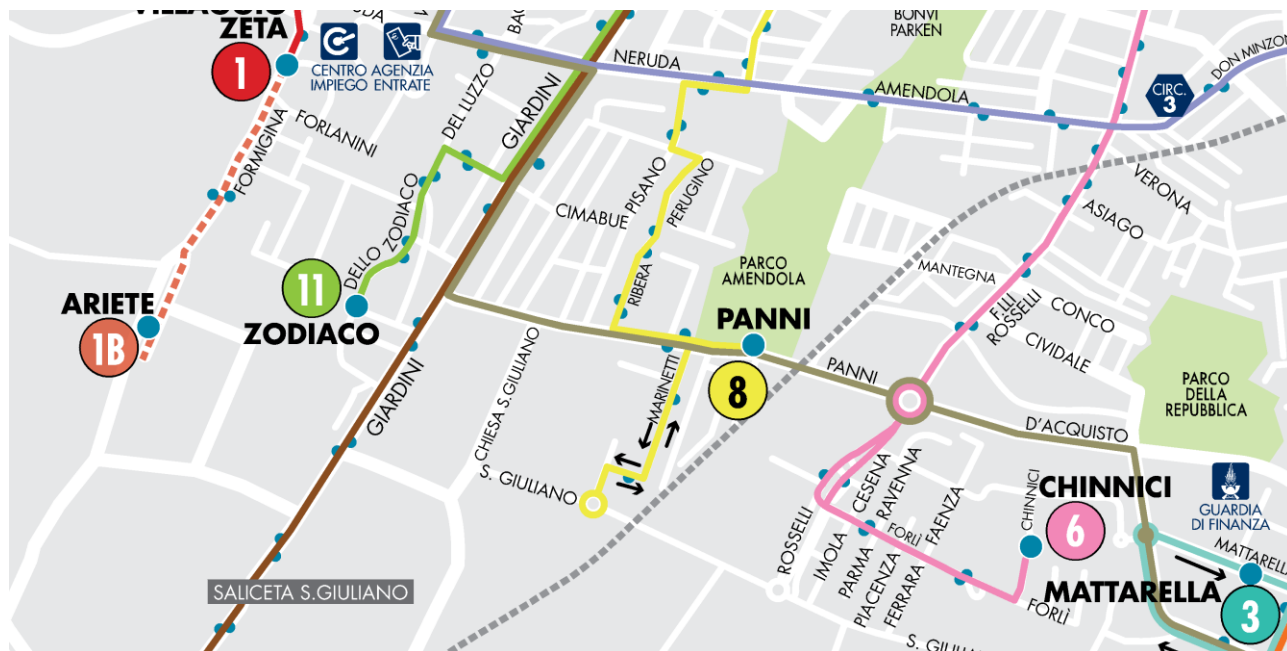 VILLAGGIO
ZETA
1
CENTRO
IMPIEGO
AGENZIA
ENTRATE
FORMIGINA
FORLANINI
DEL LUZZO
GIARDINI
NERUDA
BONVI
PARKEN
AMENDOLA
CIRC.
3
DON MINZONI
VERONA
ASIAGO
CIMABUE
PISANO
PERUGINO
RIBERA
PARCO
AMENDOLA
MANTEGNA
F.LLI
ROSSELLI
CONCO
CIVIDALE
DELLO
ZODIACO
11
ZODIACO
ARIETE
1B
PANNI
8
PANNI
PARCO
DELLA
REPUBBLICA
GIARDINI
CHIESA S.GIULIANO
MARINETTI
S. GIULIANO
D'ACQUISTO
CHINNICI
CHINNICI
6
GUARDIA
DI FINANZA
ROSSELLI
IMOLA
CESENA
RAVENNA
PARMA
PIACENZA
FORLÌ
FERRARA
FAENZA
FORLÌ
MATTARELLA
MATTARELLA
3
SALICETA S.GIULIANO